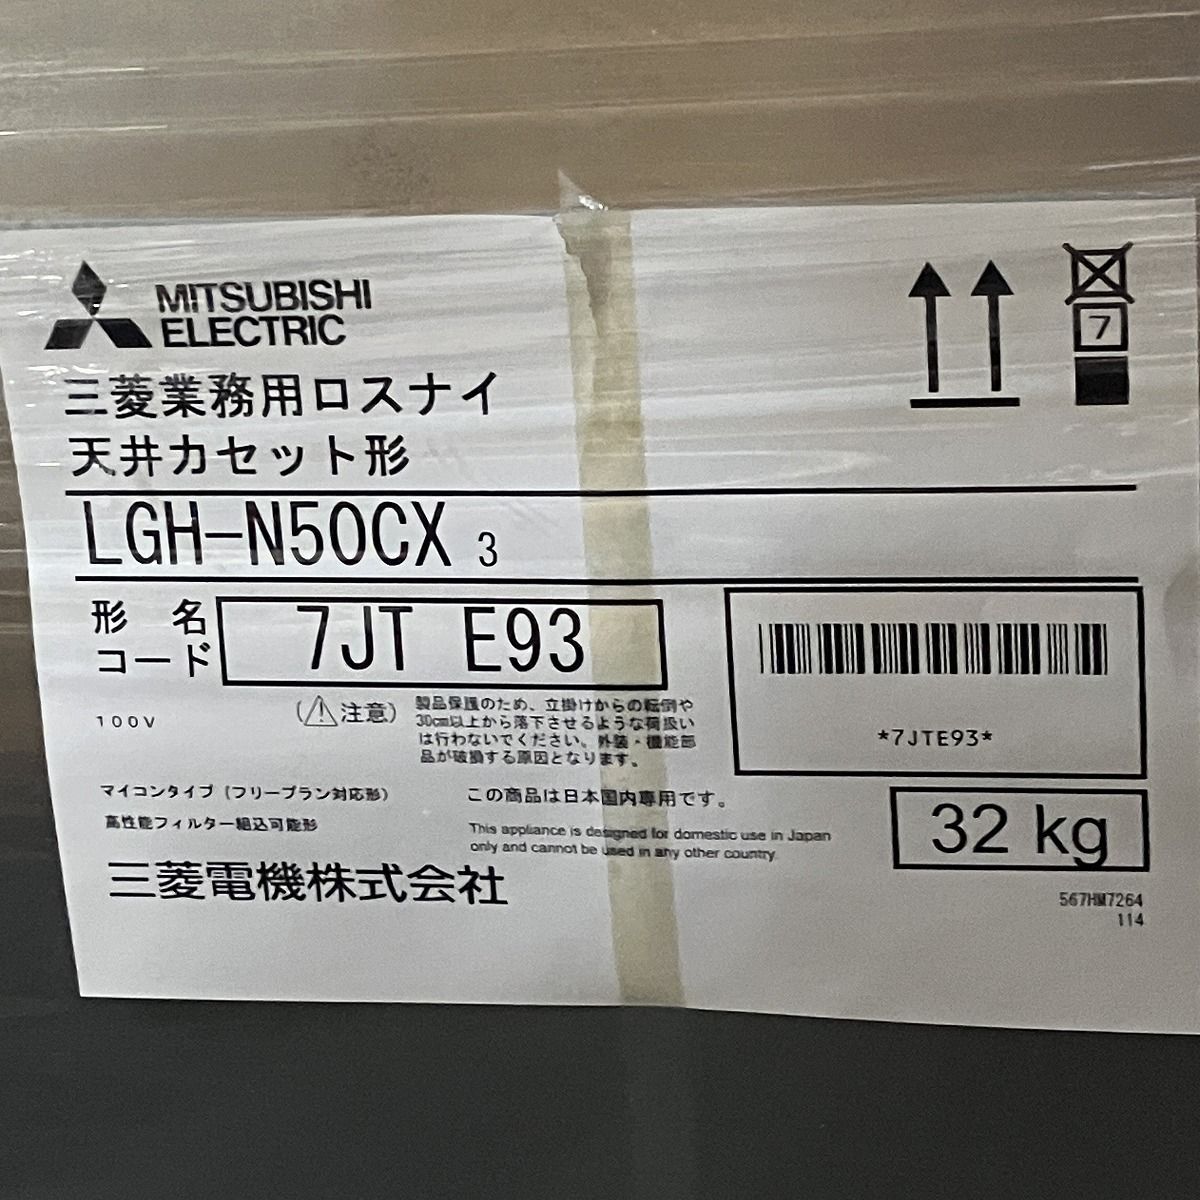 MITSUBISHI
ELECTRIC
三菱業務用ロスナイ
天井カセット形
7
LGH-N50CX 3
形 名
コード
7JT E93
*7JTE93*
100V
(⚠注意)
製品保護のため、立掛けからの転倒や
30cm以上から落下させるような荷扱い
は行わないでください。外装・機能部
品が破損する原因となります。
マイコンタイプ(フリープラン対応形)
高性能フィルター組込可能形
この商品は日本国内専用です。
This appliance is designed for domestic use in Japan
only and cannot be used in any other country.
32 kg
三菱電機株式会社
567HM7264
114